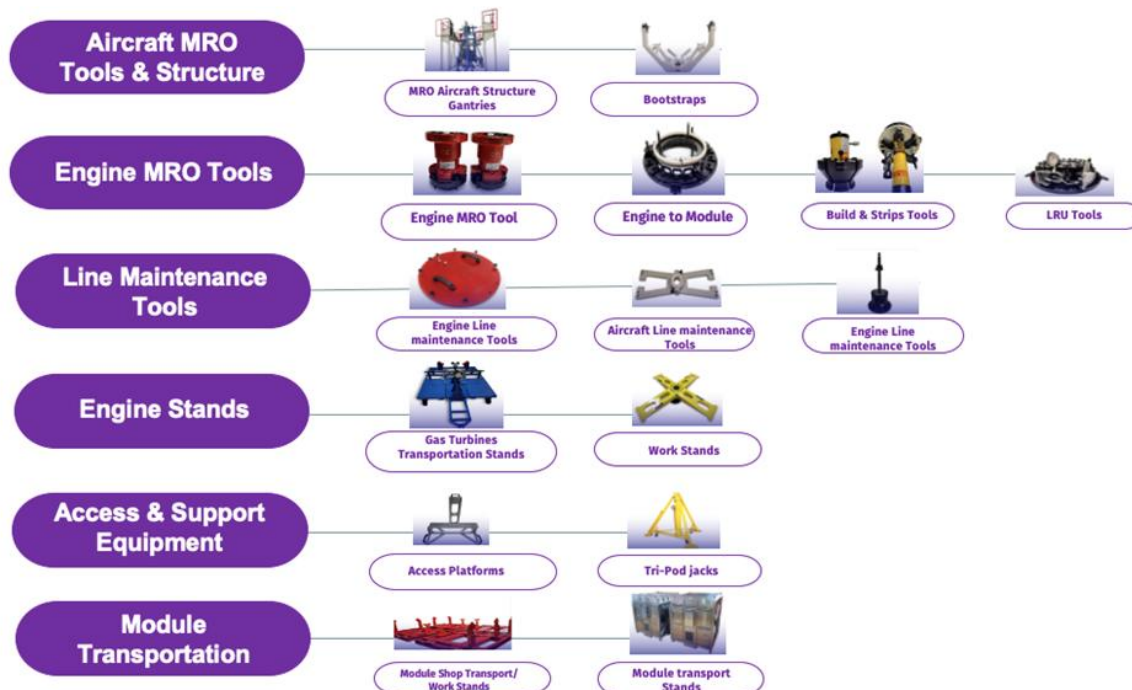 Aircraft MRO
Tools & Structure
MRO Aircraft Structure
Gantries
Bootstraps
Engine MRO Tools
Engine MRO Tool
Engine to Module
Build & Strips Tools
LRU Tools
Line Maintenance
Tools
Engine Line
maintenance Tools
Aircraft Line maintenance
Tools
Engine Line
maintenance Tools
Engine Stands
Gas Turbines
Transportation Stands
Work Stands
Access & Support
Equipment
Access Platforms
Tri-Pod jacks
Module
Transportation
Module Shop Transport/
Work Stands
Module transport
Stands